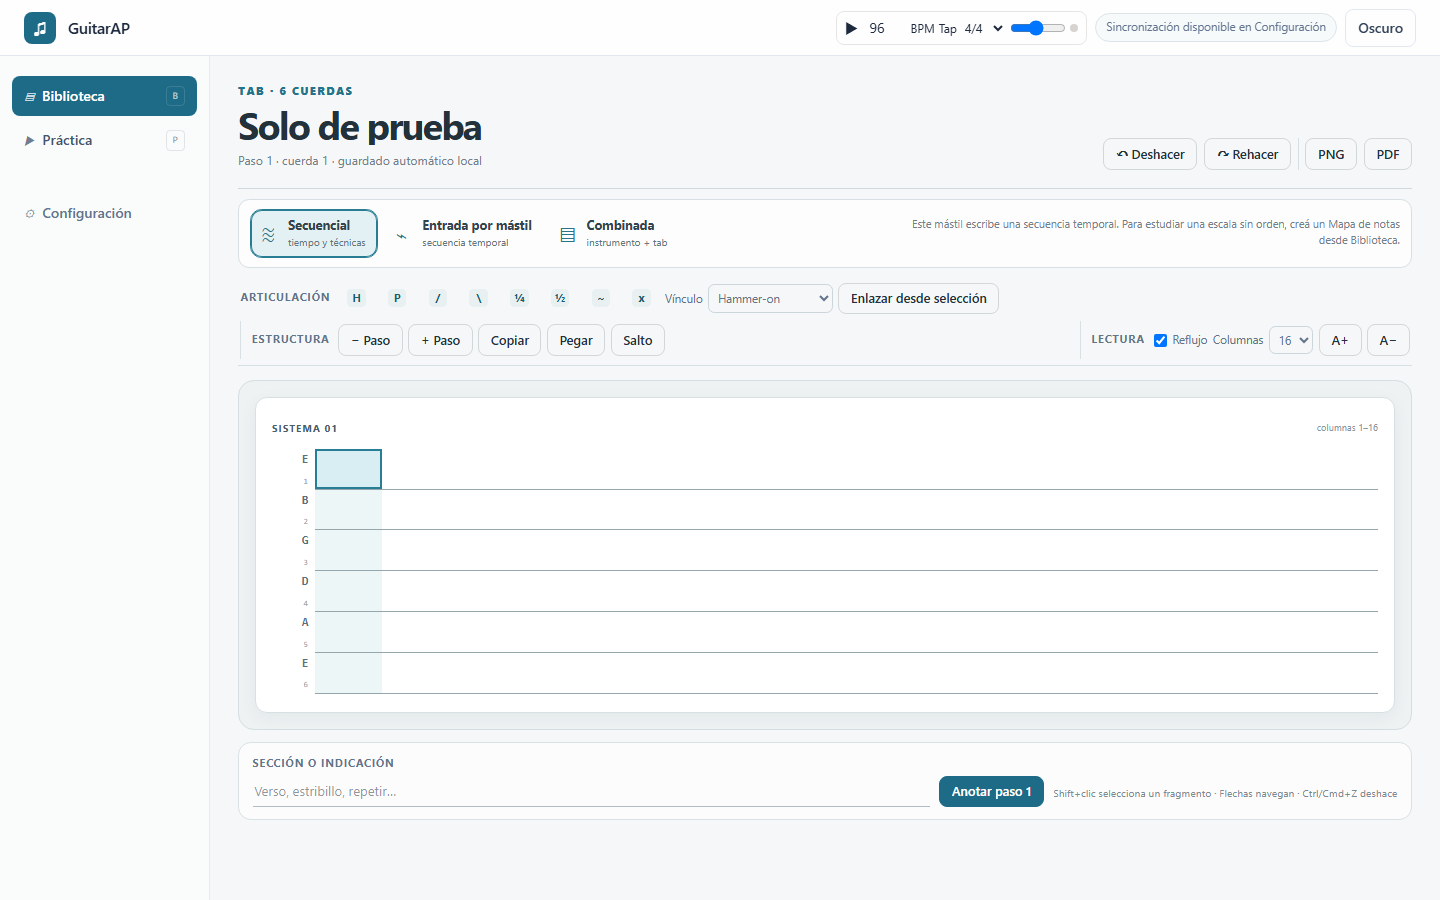 GuitarAP
96 BPM Tap 4/4
Sincronización disponible en Configuración
Oscuro
Biblioteca B
Práctica P
Configuración
TAB · 6 CUERDAS
Solo de prueba
Paso 1 · cuerda 1 · guardado automático local
↶ Deshacer
↷ Rehacer
PNG
PDF
Secuencial
tiempo y técnicas
Entrada por mástil
secuencia temporal
Combinada
instrumento + tab
Este mástil escribe una secuencia temporal. Para estudiar una escala sin orden, creá un Mapa de notas
desde Biblioteca.
ARTICULACIÓN H P / \ ¼ ½ ~ x Vínculo Hammer-on Enlazar desde selección
ESTRUCTURA − Paso + Paso Copiar Pegar Salto
LECTURA Reflujo Columnas 16 A+ A−
SISTEMA 01
columnas 1–16
E
1
B
2
G
3
D
4
A
5
E
6
SECCIÓN O INDICACIÓN
Verso, estribillo, repetir...
Anotar paso 1
Shift+clic selecciona un fragmento · Flechas navegan · Ctrl/Cmd+Z deshace